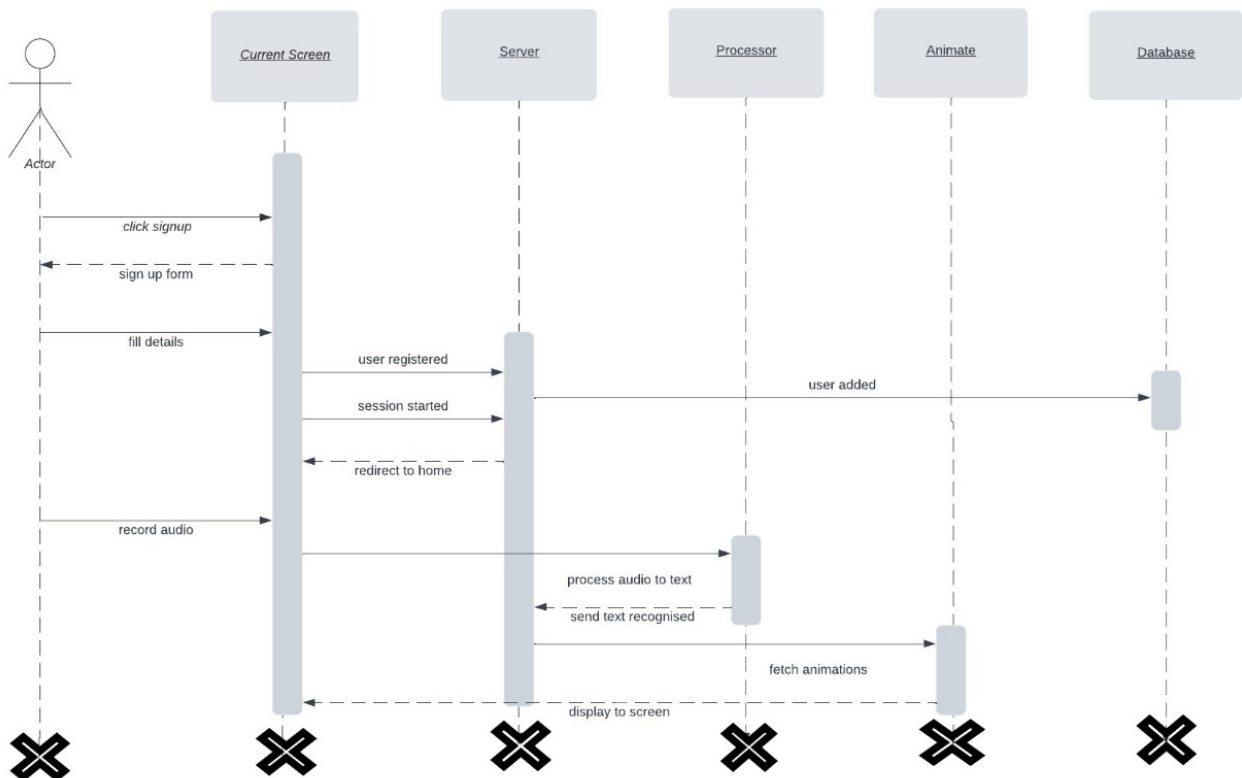 Current Screen
Server
Processor
Animate
Database
Actor
click signup
sign up form
fill details
user registered
user added
session started
redirect to home
record audio
process audio to text
send text recognised
fetch animations
display to screen